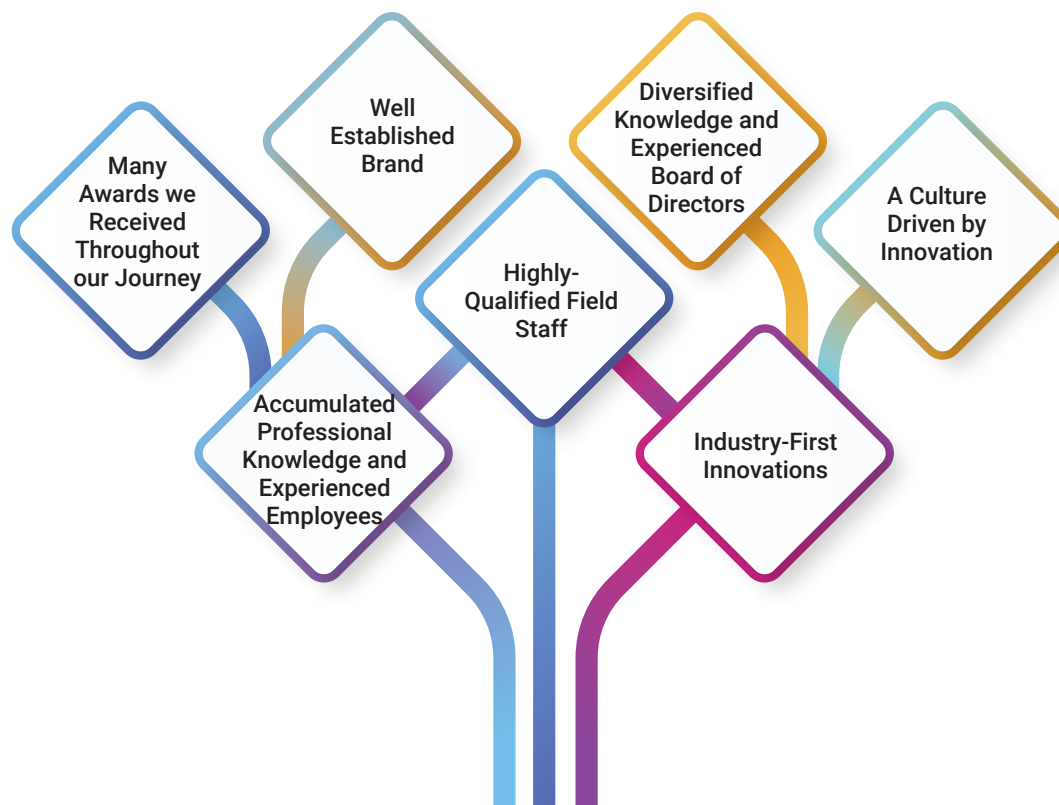 Many
Awards we
Received
Throughout
our Journey
Well
Established
Brand
Diversified
Knowledge and
Experienced
Board of
Directors
A Culture
Driven by
Innovation
Highly-
Qualified Field
Staff
Accumulated
Professional
Knowledge and
Experienced
Employees
Industry-First
Innovations